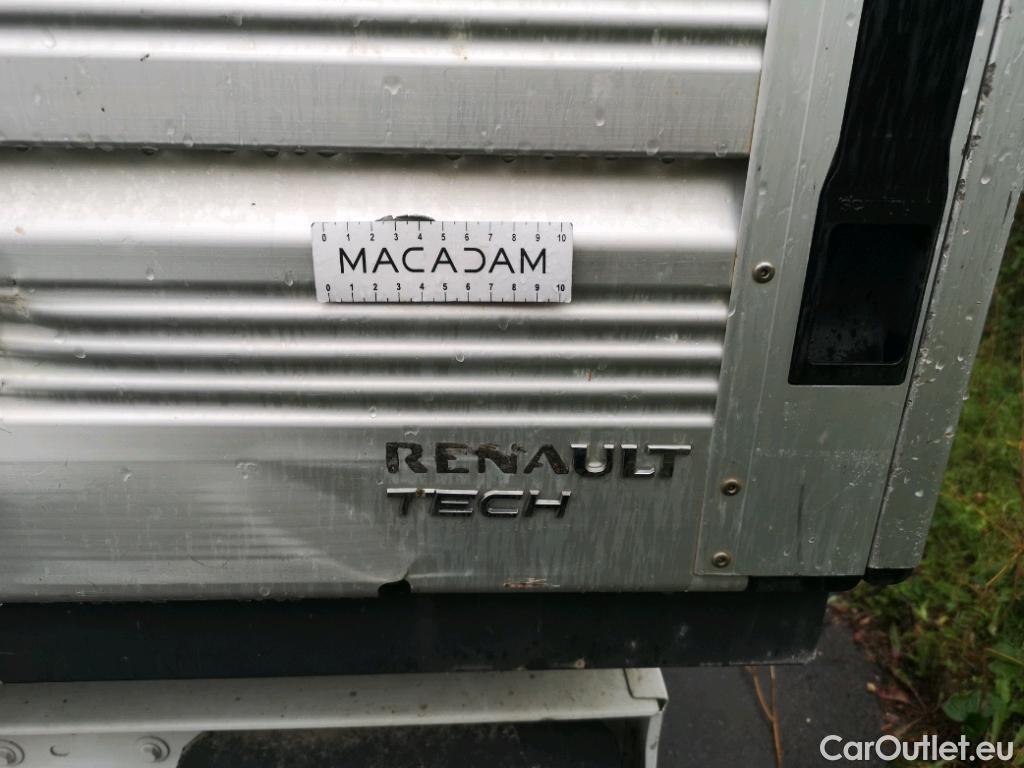 0 1 2 3 4 5 6 7 8 9 10
MACADAM
0 1 2 3 4 5 6 7 8 9 10
RENAULT
TECH
CarOutlet.eu